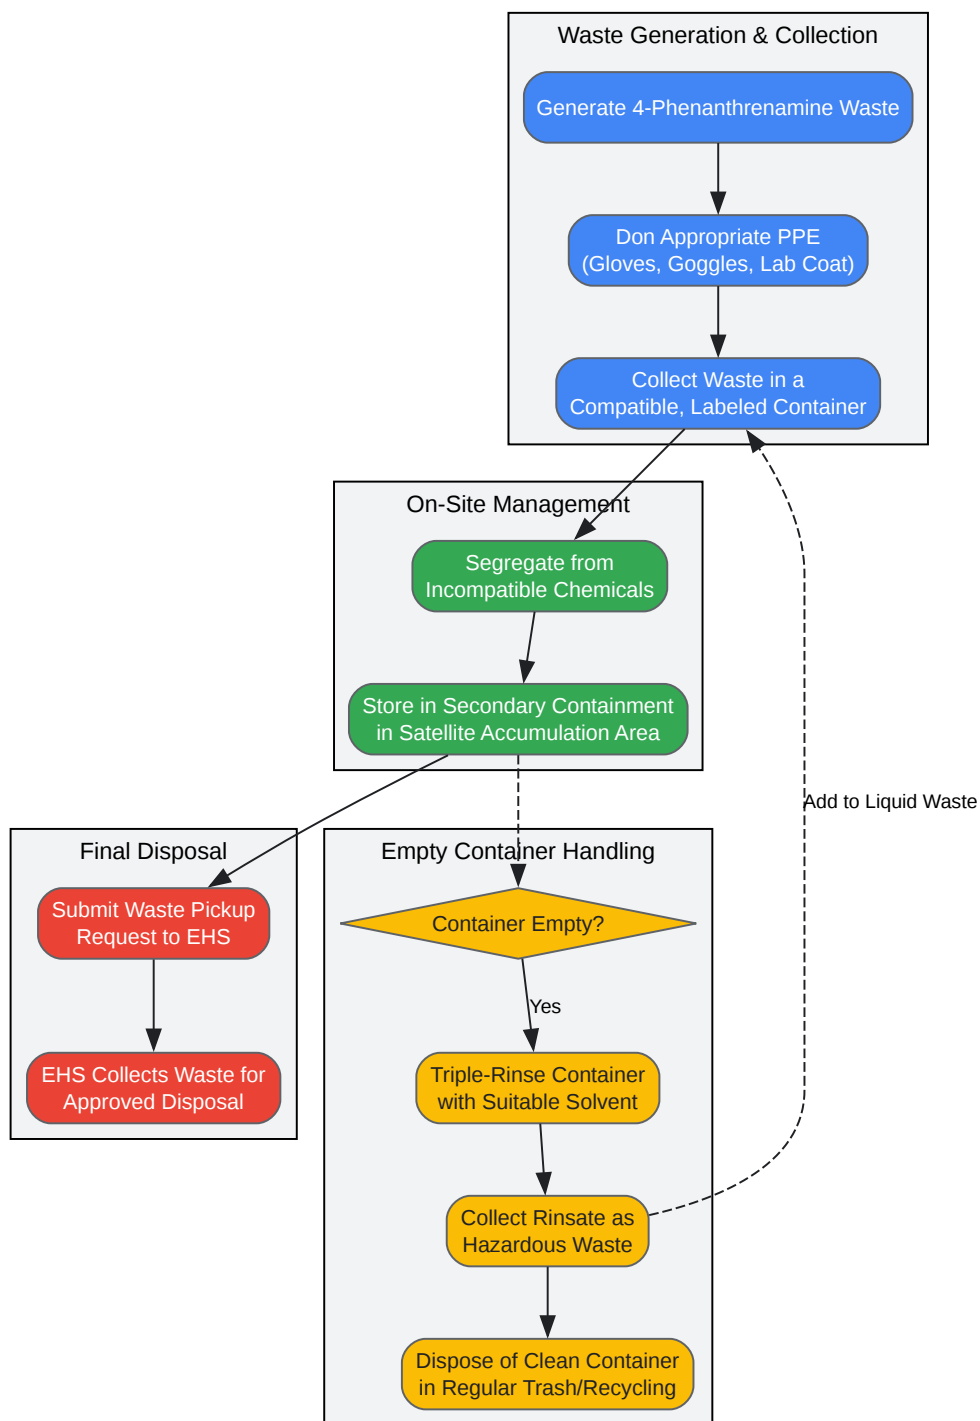 Waste Generation & Collection
Generate 4-Phenanthrenamine Waste
Don Appropriate PPE
(Gloves, Goggles, Lab Coat)
Collect Waste in a
Compatible, Labeled Container
On-Site Management
Segregate from
Incompatible Chemicals
Store in Secondary Containment
in Satellite Accumulation Area
Add to Liquid Waste
Final Disposal
Submit Waste Pickup
Request to EHS
EHS Collects Waste for
Approved Disposal
Empty Container Handling
Container Empty?
Yes
Triple-Rinse Container
with Suitable Solvent
Collect Rinsate as
Hazardous Waste
Dispose of Clean Container
in Regular Trash/Recycling